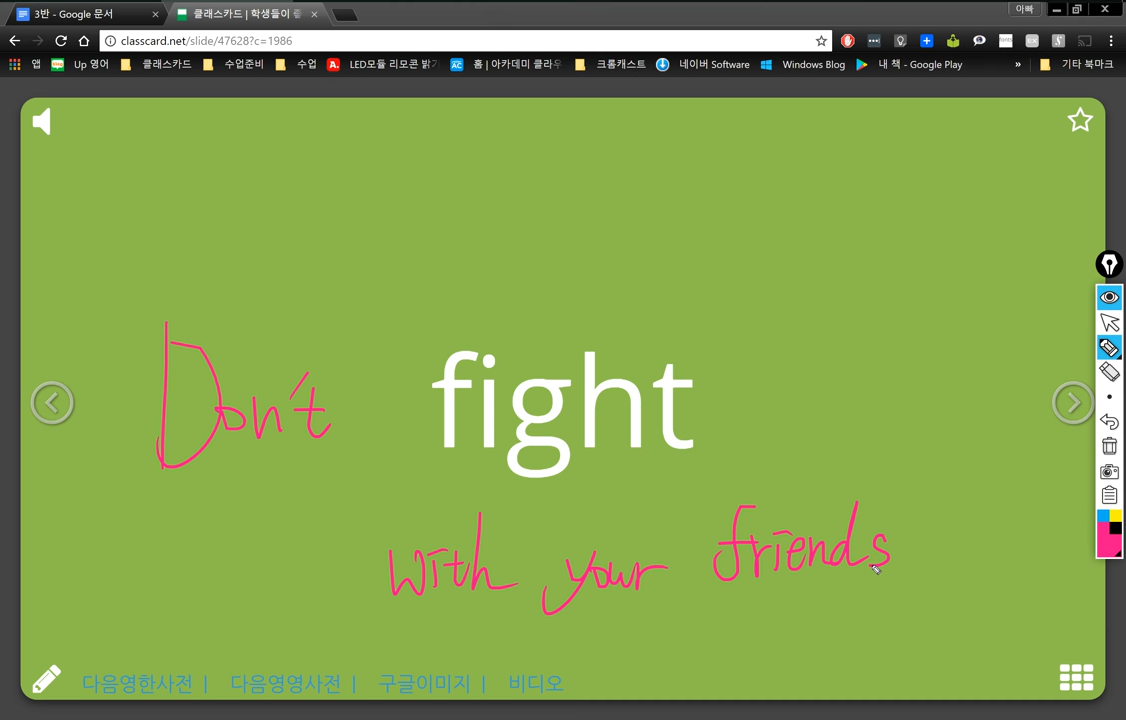 3반 - Google 문서
클래스카드 | 학생들이 좋
아빠
classcard.net/slide/47628?c=1986
앱 Up 영어 클래스카드 수업준비 수업 LED모듈 리모콘 밝기 홈 | 아카데미 클라우 크롬캐스트 네이버 Software Windows Blog 내 책 - Google Play » 기타 북마크
Don't fight
with your friends
다음영한사전 | 다음영영사전 | 구글이미지 | 비디오